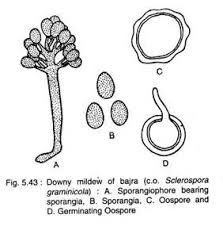 C
B
A
D
Fig. 5.43 : Downy mildew of bajra (c.o. Sclerospora
graminicola) : A. Sporangiophore bearing
sporangia, B. Sporangia, C. Oospore and
D. Germinating Oospore